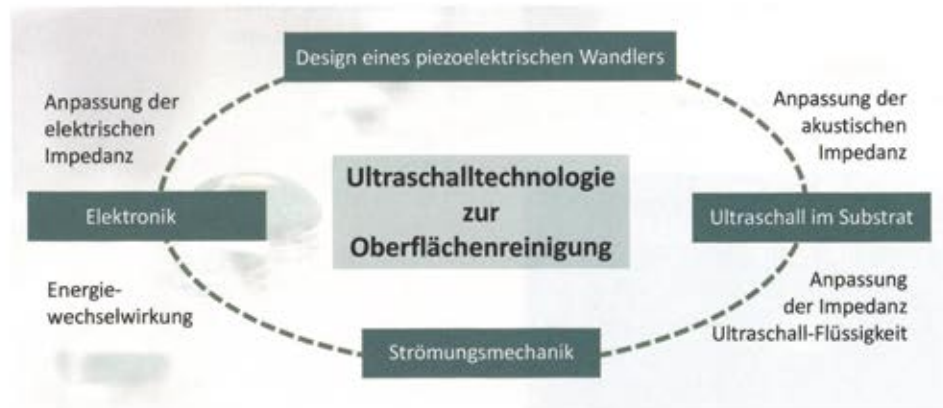 Design eines piezoelektrischen Wandlers
Anpassung der
elektrischen
Impedanz
Anpassung der
akustischen
Impedanz
Ultraschalltechnologie
zur
Oberflächenreinigung
Elektronik
Ultraschall im Substrat
Energie-
wechselwirkung
Anpassung
der Impedanz
Ultraschall-Flüssigkeit
Strömungsmechanik